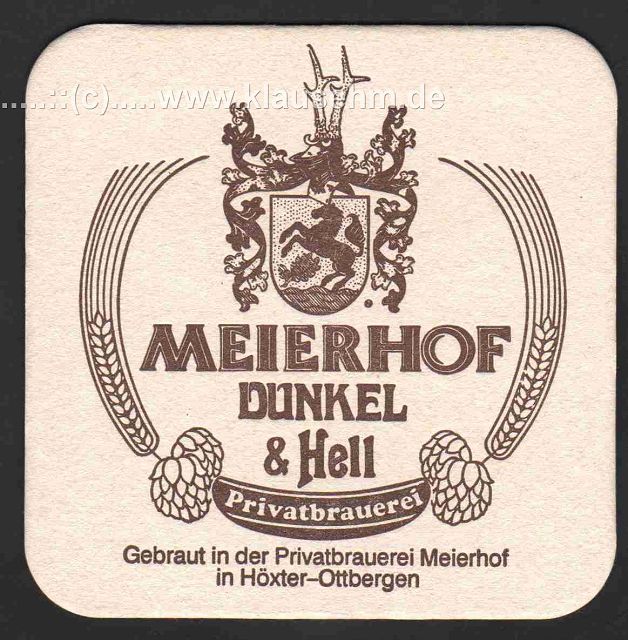 .....::(c).....www.klausehm.de
MEIERHOF
DUNKEL
& Hell
Privatbrauerei
Gebraut in der Privatbrauerei Meierhof
in Höxter–Ottbergen